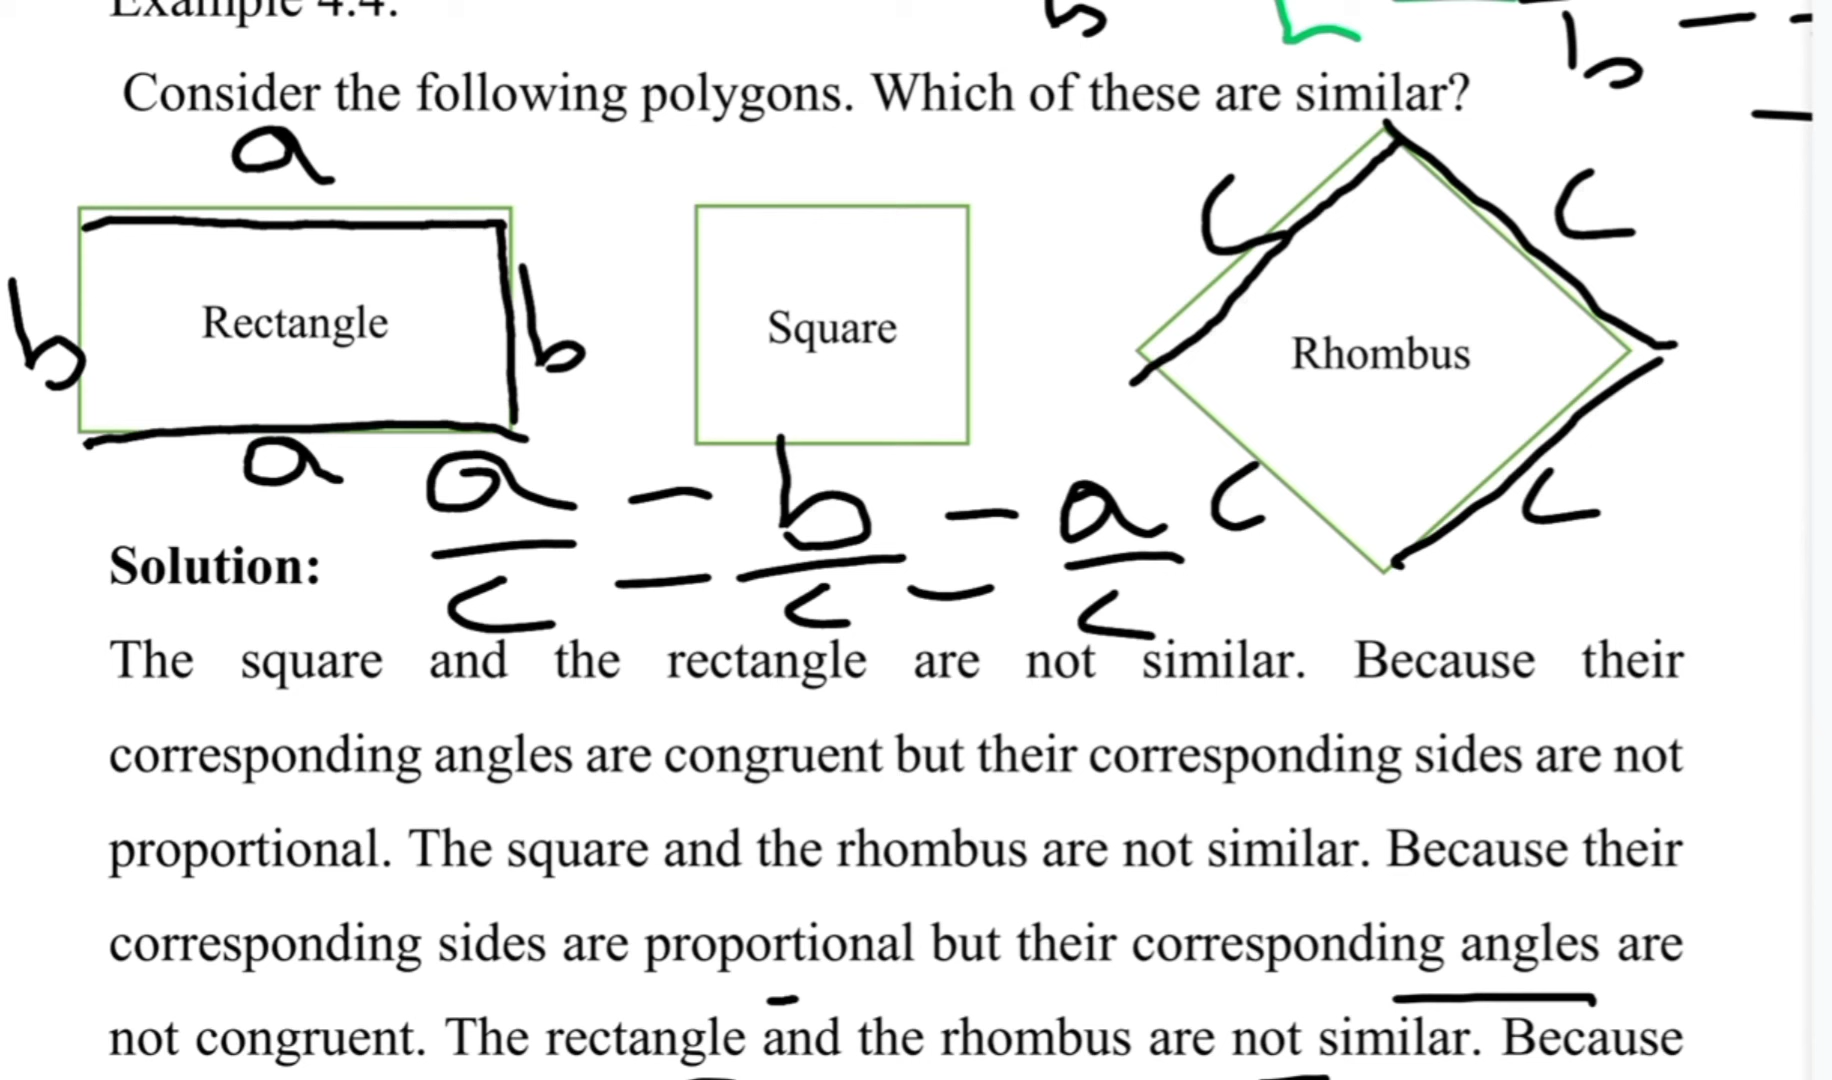 Example 4.4.
b
b
Consider the following polygons. Which of these are similar?
a
c
c
b
Rectangle
b
Square
Rhombus
a
a = b = a
c
c
c = c = c
Solution:
The square and the rectangle are not similar. Because their
corresponding angles are congruent but their corresponding sides are not
proportional. The square and the rhombus are not similar. Because their
corresponding sides are proportional but their corresponding angles are
not congruent. The rectangle and the rhombus are not similar. Because